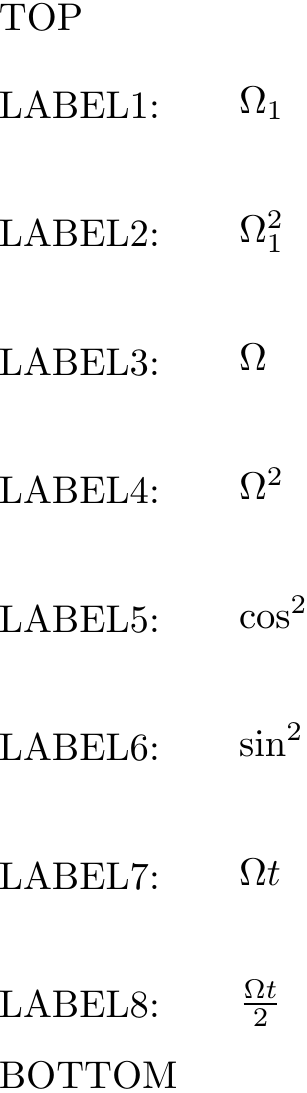 TOP
LABEL1: Ω₁
LABEL2: Ω₁²
LABEL3: Ω
LABEL4: Ω²
LABEL5: cos²
LABEL6: sin²
LABEL7: Ωt
LABEL8: Ωt/2
BOTTOM